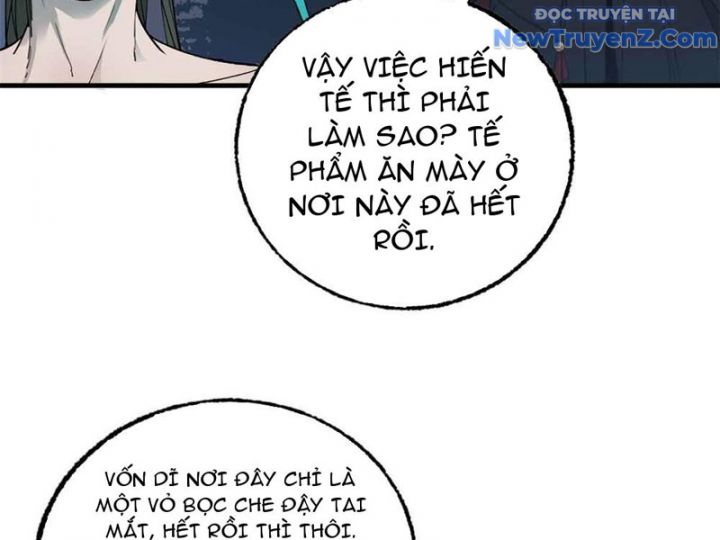 ĐỌC TRUYỆN TẠI
NewTruyenZ.com
VẬY VIỆC HIẾN
TẾ THÌ PHẢI
LÀM SAO? TẾ
PHẨM ĂN MÀY Ở
NƠI NÀY ĐÃ HẾT
RỒI.
VỐN DĨ NƠI ĐÂY CHỈ LÀ
MỘT VỎ BỌC CHE ĐẬY TAI
MẮT, HẾT RỒI THÌ THÔI.